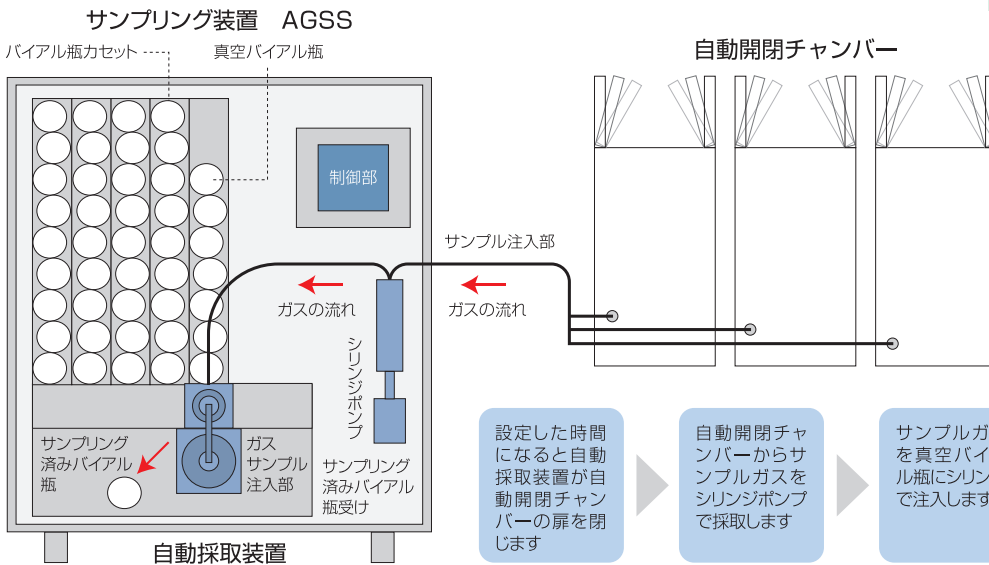 サンプリング装置　AGSS
バイアル瓶カセット
真空バイアル瓶
自動開閉チャンバー
制御部
サンプル注入部
ガスの流れ
ガスの流れ
シリンジポンプ
サンプリング
済みバイアル
瓶
ガス
サンプル
注入部
サンプリング
済みバイアル
瓶受け
自動採取装置
設定した時間
になると自動
採取装置が自
動開閉チャン
バーの扉を閉
じます
自動開閉チャ
ンバーからサ
ンプルガスを
シリンジポンプ
で採取します
サンプルガ
を真空バイ
ル瓶にシリン
で注入します